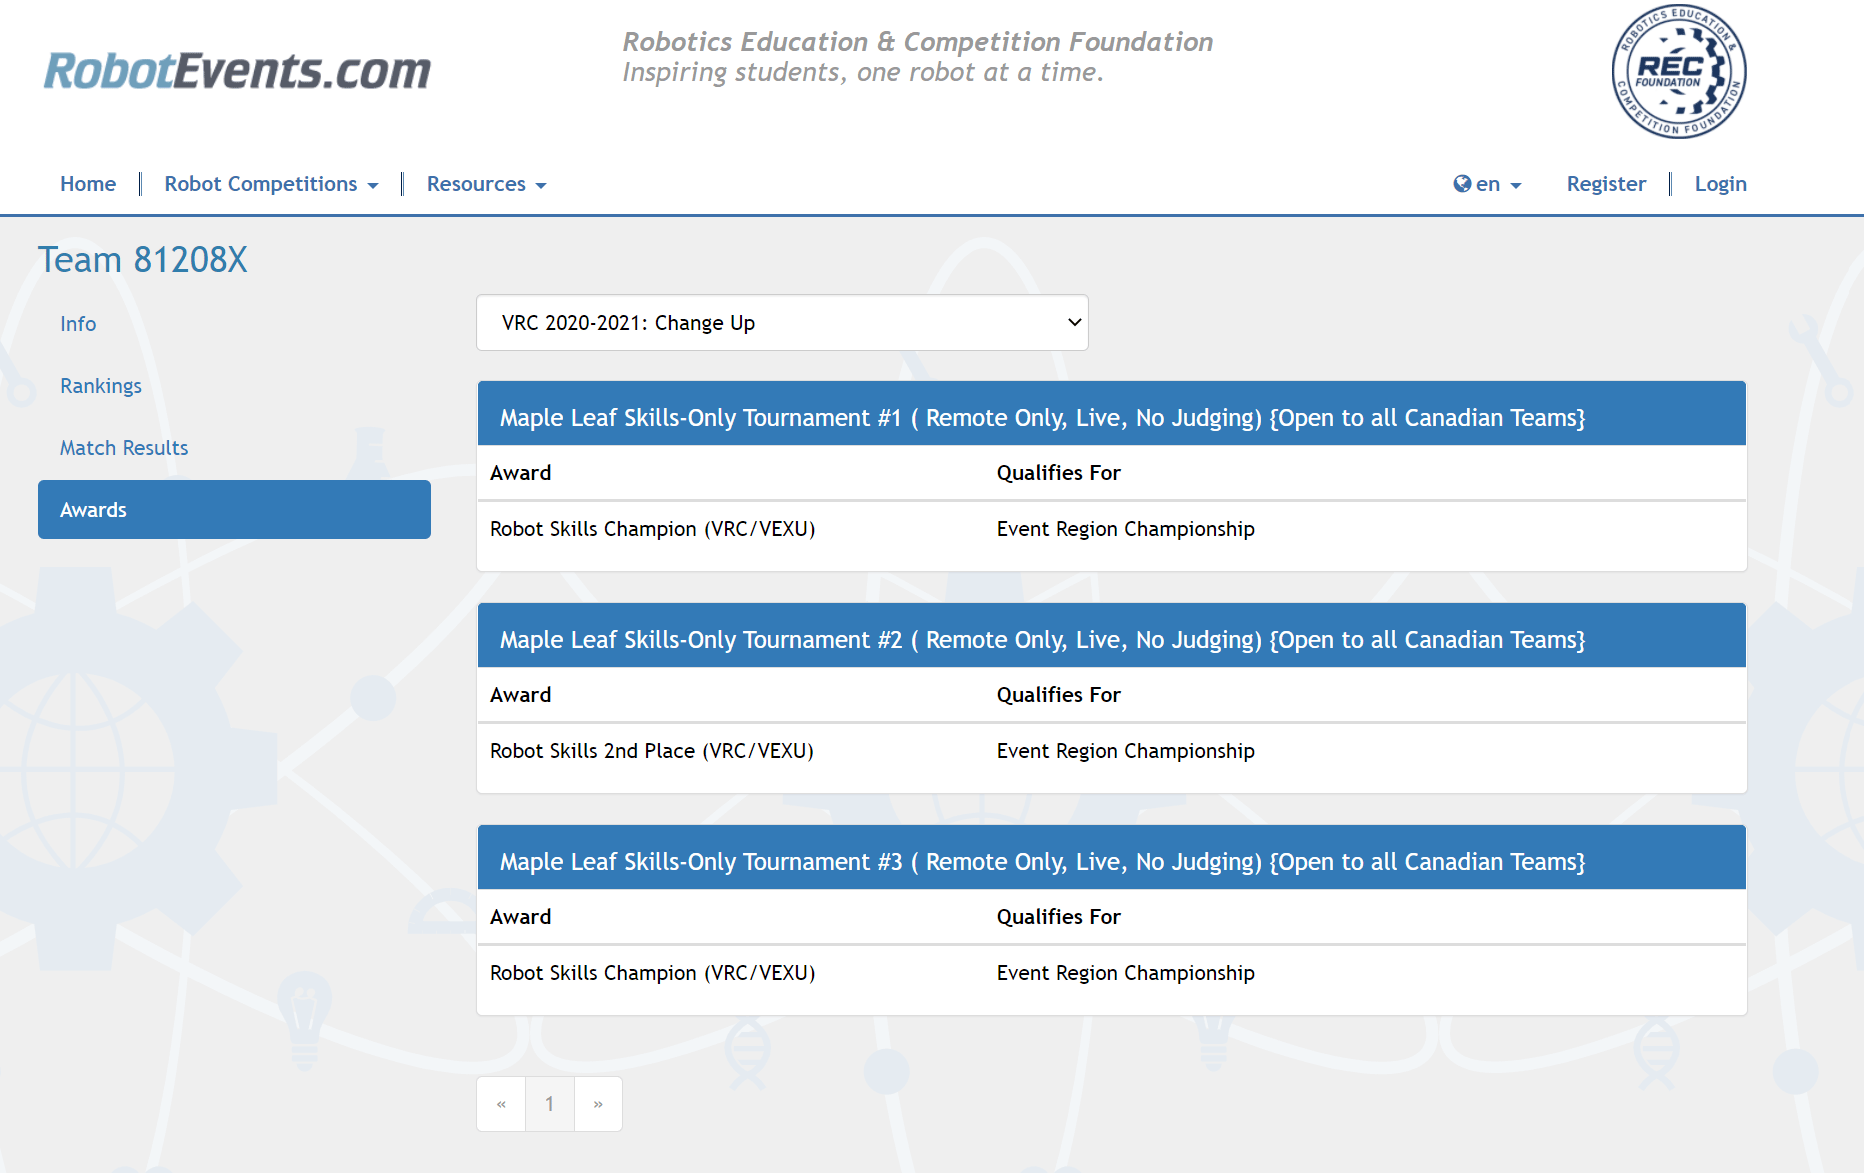 RobotEvents.com
Robotics Education & Competition Foundation
Inspiring students, one robot at a time.
ROBOTICS EDUCATION &
REC
FOUNDATION
COMPETITION FOUNDATION
Home
Robot Competitions
Resources
en
Register
Login
Team 81208X
Info
Rankings
Match Results
Awards
VRC 2020-2021: Change Up
Maple Leaf Skills-Only Tournament #1 ( Remote Only, Live, No Judging) {Open to all Canadian Teams}
Award Qualifies For
Robot Skills Champion (VRC/VEXU) Event Region Championship
Maple Leaf Skills-Only Tournament #2 ( Remote Only, Live, No Judging) {Open to all Canadian Teams}
Award Qualifies For
Robot Skills 2nd Place (VRC/VEXU) Event Region Championship
Maple Leaf Skills-Only Tournament #3 ( Remote Only, Live, No Judging) {Open to all Canadian Teams}
Award Qualifies For
Robot Skills Champion (VRC/VEXU) Event Region Championship
« 1 »